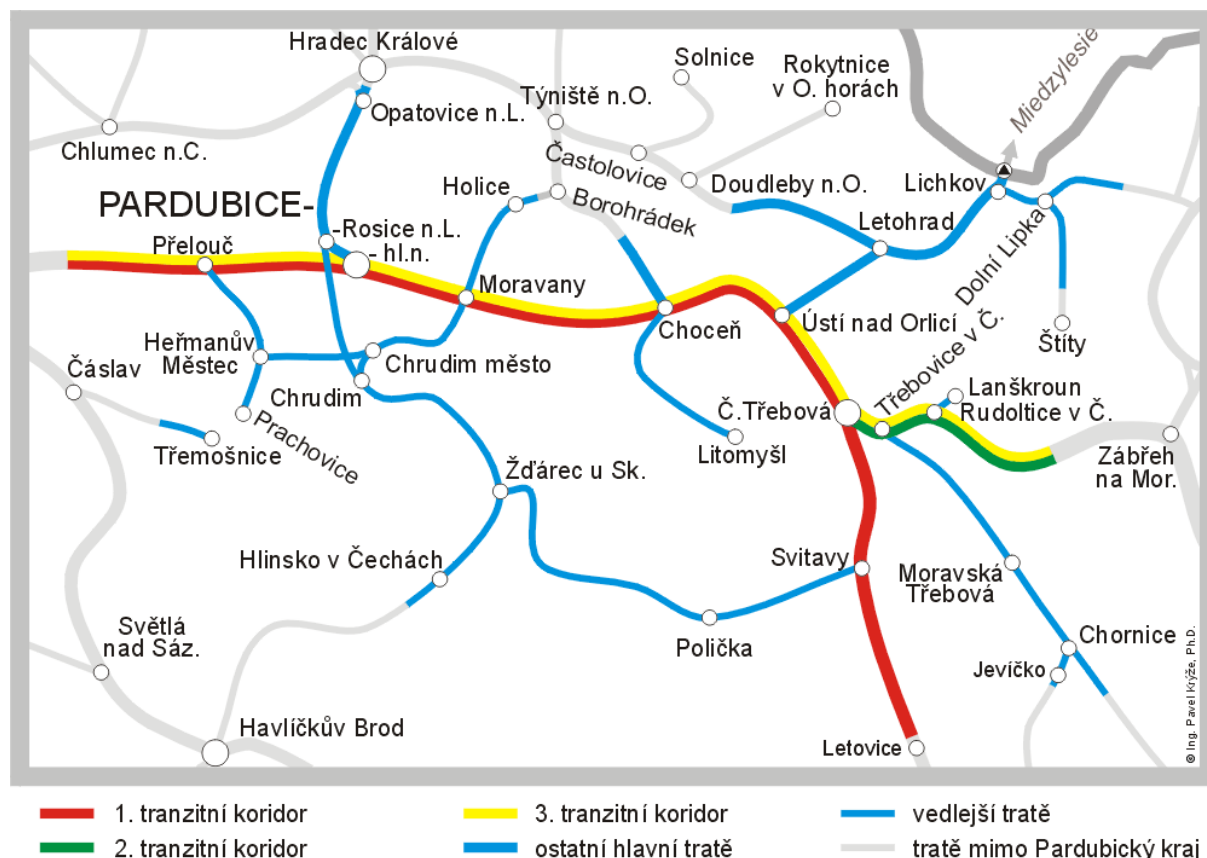 Hradec Králové
Solnice
Miedzylesie
Rokytnice
v O. horách
Opatovice n.L.
Týniště n.O.
Chlumec n.C.
Častolovice
Holice
Borohrádek
Doudleby n.O.
Lichkov
PARDUBICE-
-Rosice n.L.
- hl.n.
Letohrad
Dolní Lipka
Přelouč
Moravany
Choceň
Ústí nad Orlicí
Štíty
Heřmanův
Městec
Chrudim město
Čáslav
Chrudim
Třebovice v Č.
Lanškroun
Rudoltice v Č.
Č.Třebová
Prachovice
Třemošnice
Litomyšl
Zábřeh
na Mor.
Žďárec u Sk.
Hlinsko v Čechách
Svitavy
Moravská
Třebová
Světlá
nad Sáz.
Polička
Chornice
Jevíčko
Havlíčkův Brod
Letovice
© Ing. Pavel Krýže, Ph.D.
1. tranzitní koridor
3. tranzitní koridor
vedlejší tratě
2. tranzitní koridor
ostatní hlavní tratě
tratě mimo Pardubický kraj